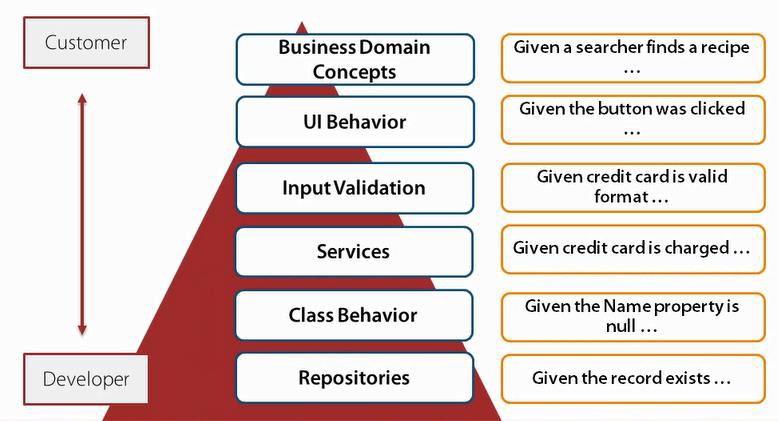 Customer
Business Domain
Concepts
Given a searcher finds a recipe
...
UI Behavior
Given the button was clicked
...
Input Validation
Given credit card is valid
format ...
Services
Given credit card is charged ...
Class Behavior
Given the Name property is
null ...
Developer
Repositories
Given the record exists ...